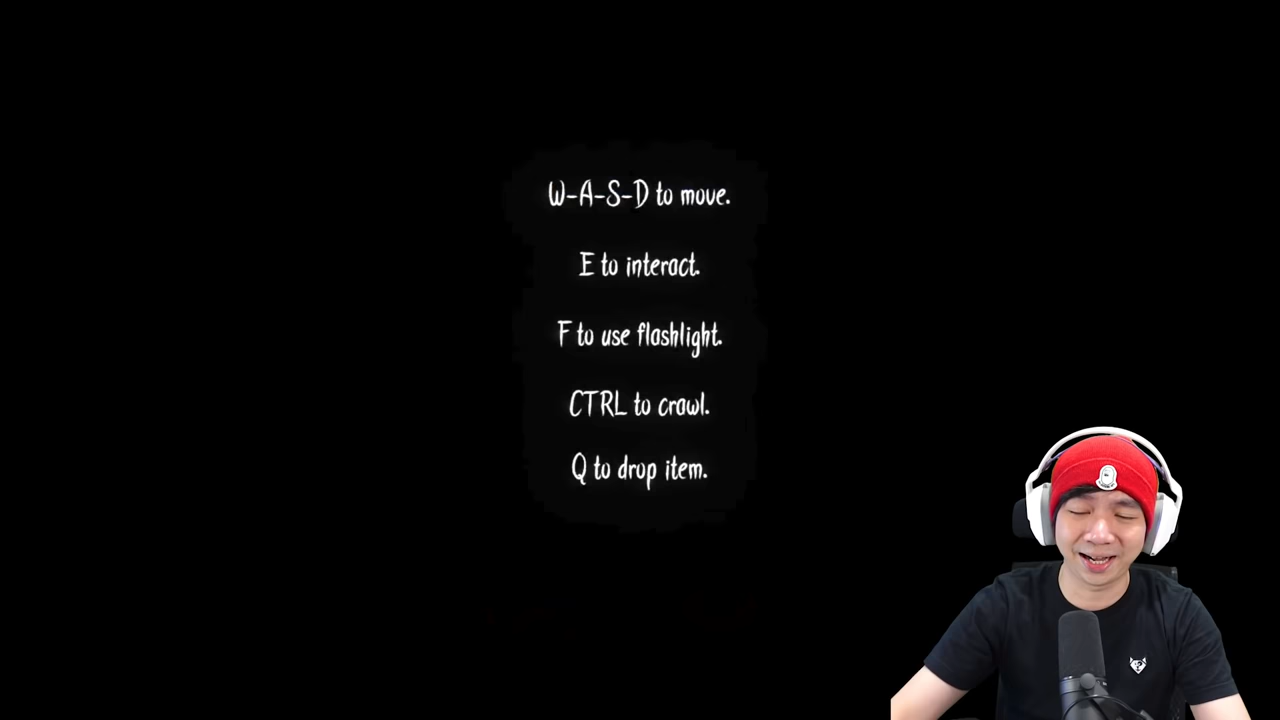 W-A-S-D to move.
E to interact.
F to use flashlight.
CTRL to crawl.
Q to drop item.